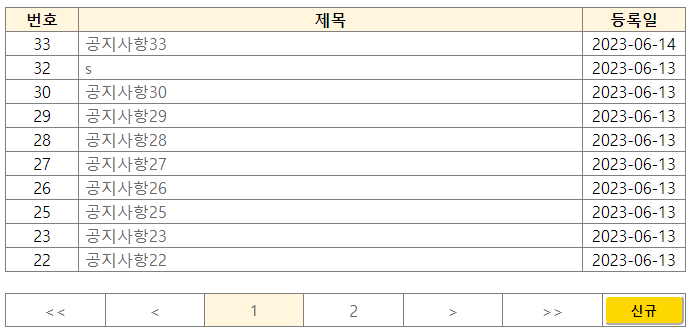 번호 제목 등록일
33 공지사항33 2023-06-14
32 s 2023-06-13
30 공지사항30 2023-06-13
29 공지사항29 2023-06-13
28 공지사항28 2023-06-13
27 공지사항27 2023-06-13
26 공지사항26 2023-06-13
25 공지사항25 2023-06-13
23 공지사항23 2023-06-13
22 공지사항22 2023-06-13
<< < 1 2 > >> 신규